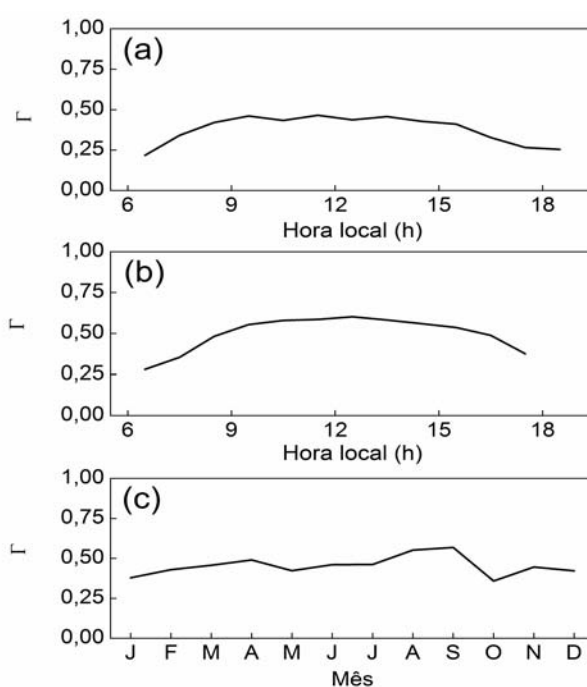 (a)
1,00
0,75
0,50
0,25
0,00
Γ
6 9 12 15 18
Hora local (h)
(b)
1,00
0,75
0,50
0,25
0,00
Γ
6 9 12 15 18
Hora local (h)
(c)
1,00
0,75
0,50
0,25
0,00
Γ
J F M A M J J A S O N D
Mês